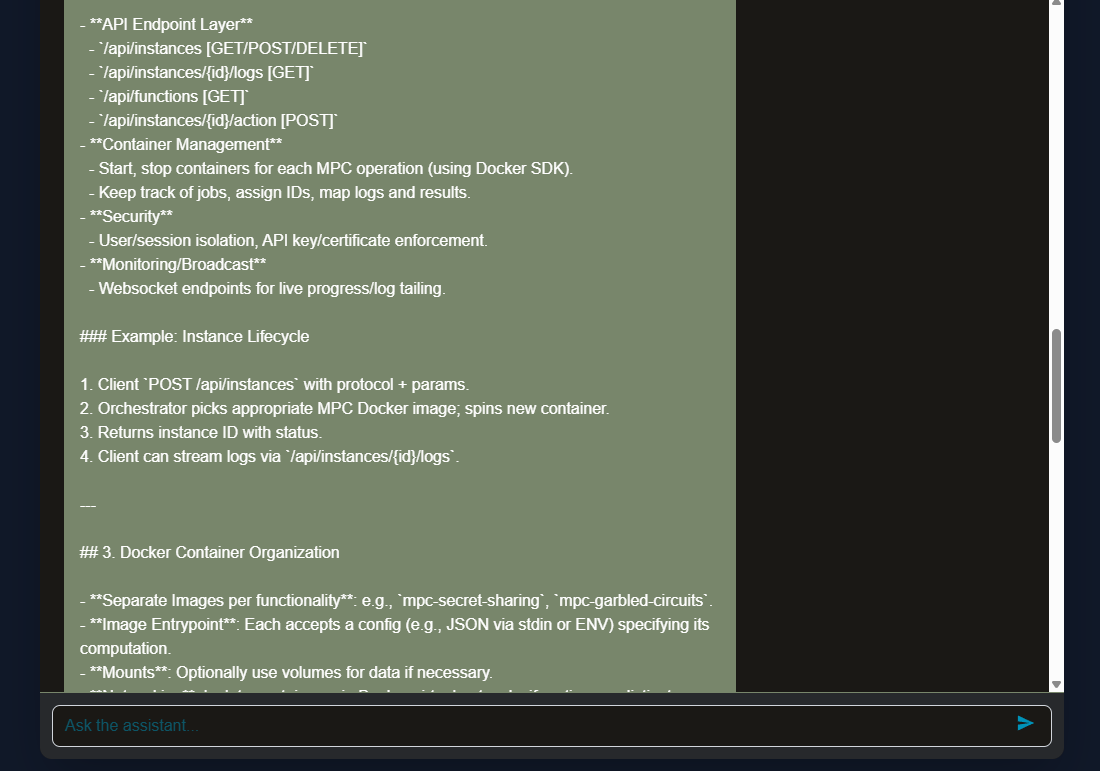 - **API Endpoint Layer**
- `/api/instances [GET/POST/DELETE]`
- `/api/instances/{id}/logs [GET]`
- `/api/functions [GET]`
- `/api/instances/{id}/action [POST]`
- **Container Management**
- Start, stop containers for each MPC operation (using Docker SDK).
- Keep track of jobs, assign IDs, map logs and results.
- **Security**
- User/session isolation, API key/certificate enforcement.
- **Monitoring/Broadcast**
- Websocket endpoints for live progress/log tailing.
### Example: Instance Lifecycle
1. Client `POST /api/instances` with protocol + params.
2. Orchestrator picks appropriate MPC Docker image; spins new container.
3. Returns instance ID with status.
4. Client can stream logs via `/api/instances/{id}/logs`.
---
## 3. Docker Container Organization
- **Separate Images per functionality**: e.g., `mpc-secret-sharing`, `mpc-garbled-circuits`.
- **Image Entrypoint**: Each accepts a config (e.g., JSON via stdin or ENV) specifying its
computation.
- **Mounts**: Optionally use volumes for data if necessary.
Ask the assistant...